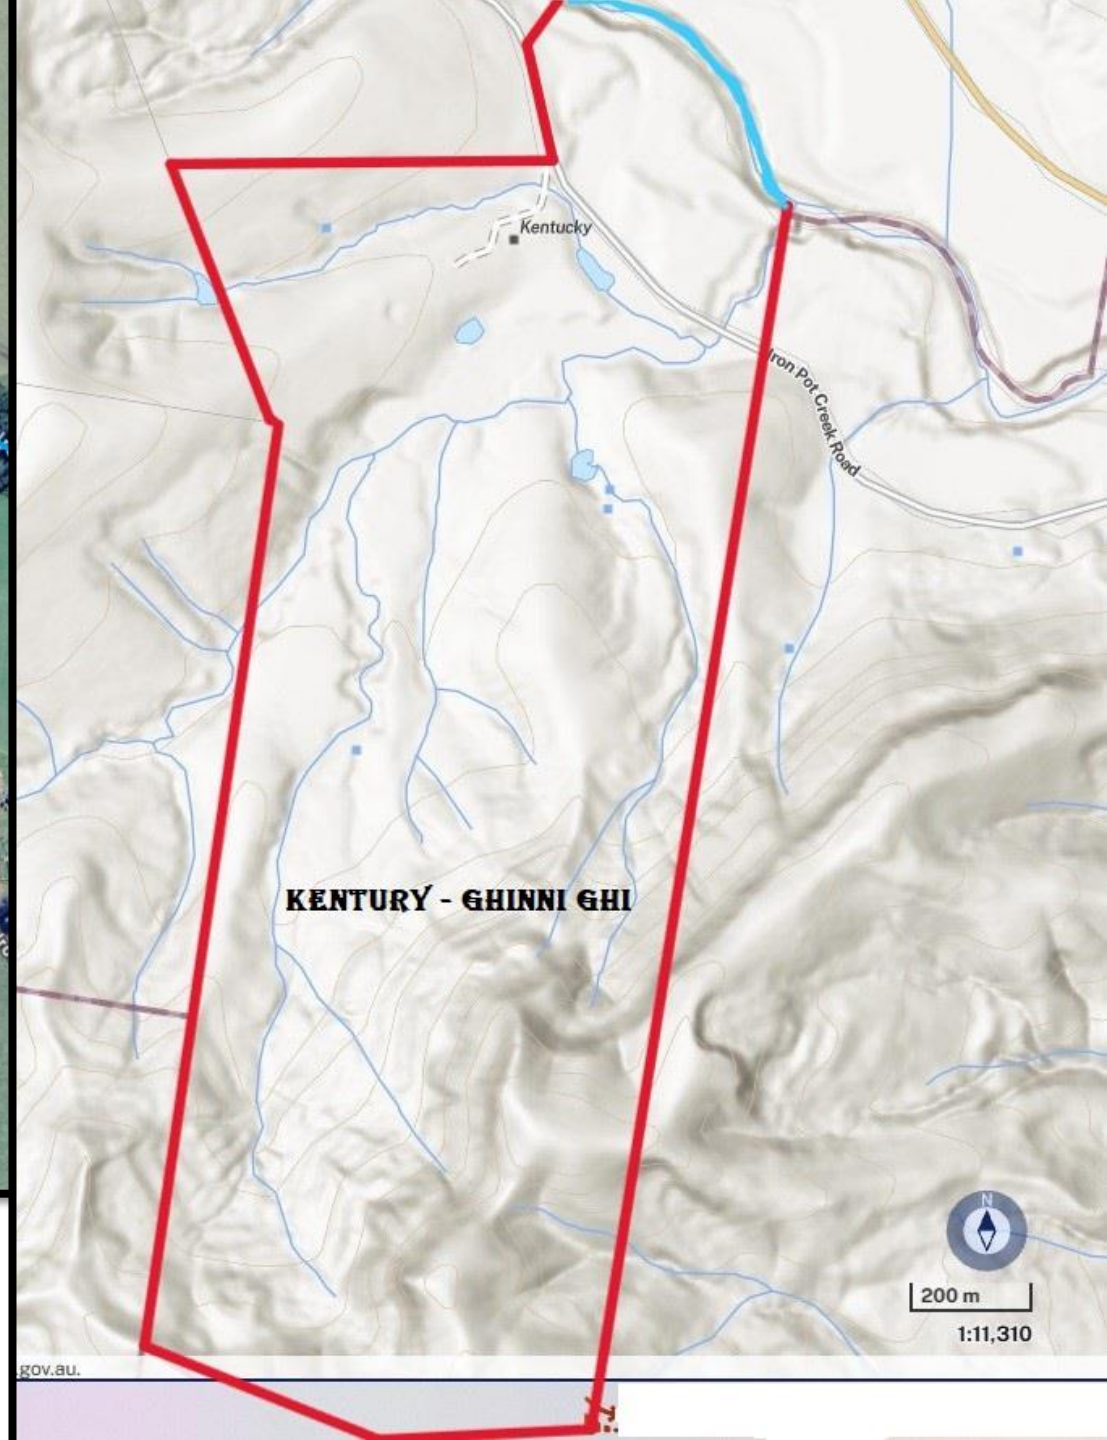 Kentucky
Iron Pot Creek Road
KENTURY - GHINNI GHI
N
200 m
1:11,310
gov.au.